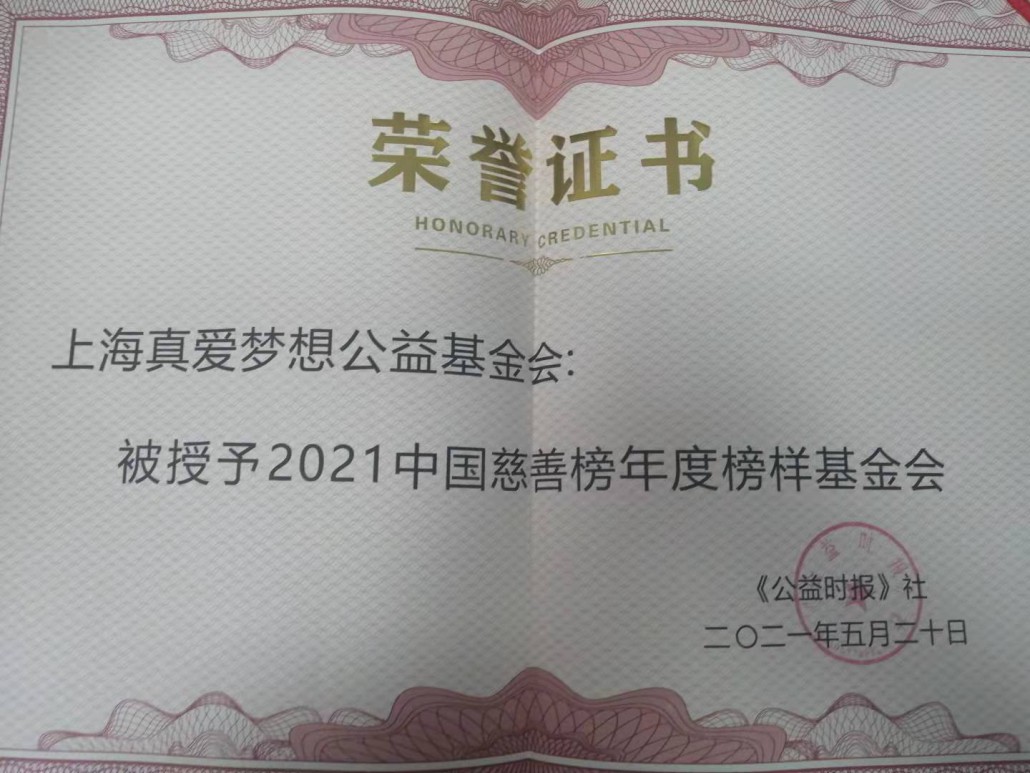 荣誉证书
HONORARY CREDENTIAL
上海真爱梦想公益基金会:
被授予2021中国慈善榜年度榜样基金会
《公益时报》社
二〇二一年五月二十日